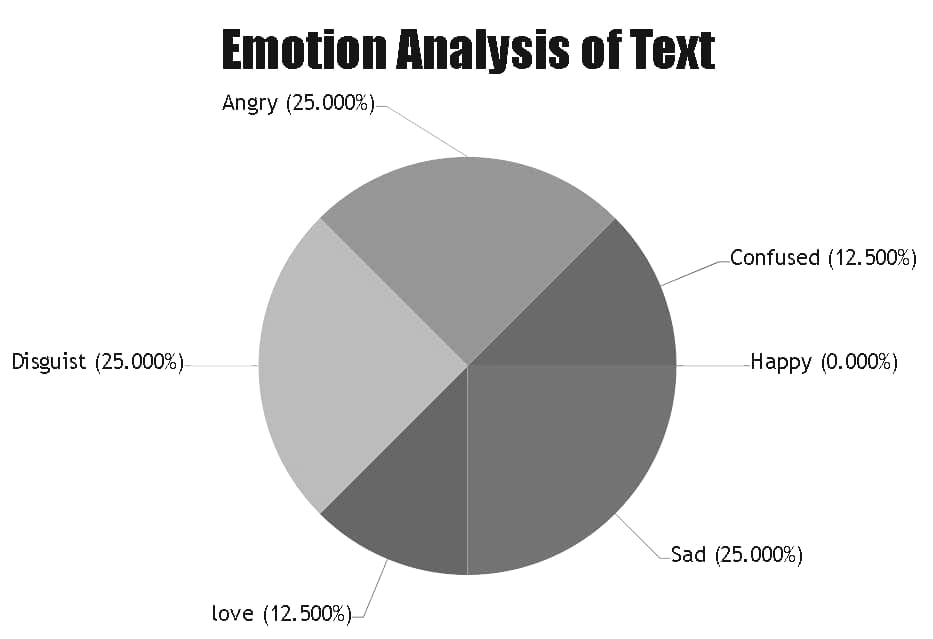 Emotion Analysis of Text
Angry (25.000%)
Confused (12.500%)
Disguist (25.000%)
Happy (0.000%)
Sad (25.000%)
love (12.500%)